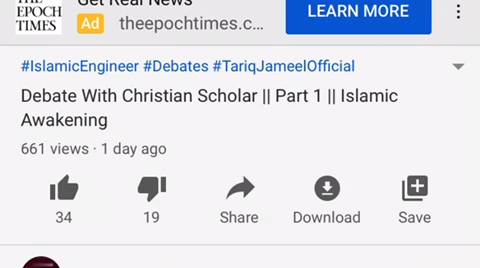 THE
EPOCH
TIMES
Get Real News
Ad theepochtimes.c...
LEARN MORE
#IslamicEngineer #Debates #TariqJameelOfficial
Debate With Christian Scholar || Part 1 || Islamic
Awakening
661 views · 1 day ago
34
19
Share
Download
Save